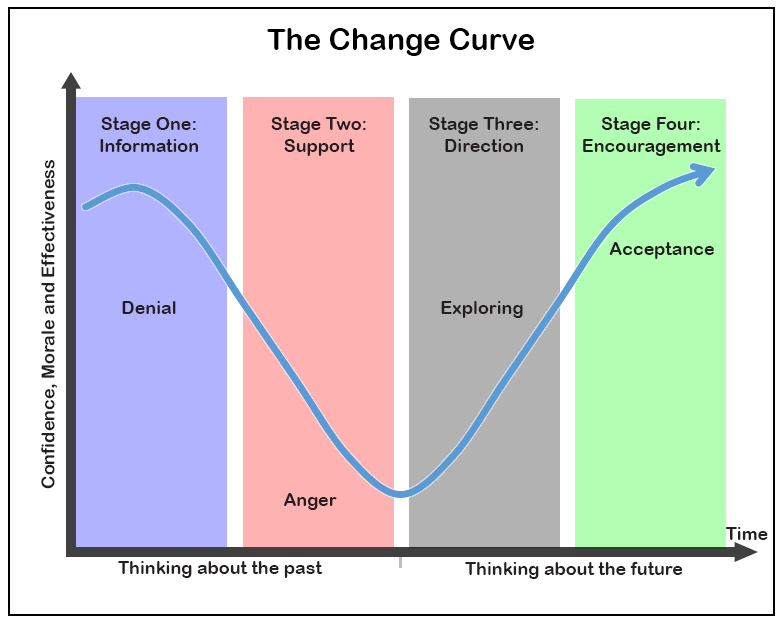 The Change Curve
Stage One:
Information
Stage Two:
Support
Stage Three:
Direction
Stage Four:
Encouragement
Confidence, Morale and Effectiveness
Acceptance
Denial
Exploring
Anger
Time
Thinking about the past
Thinking about the future